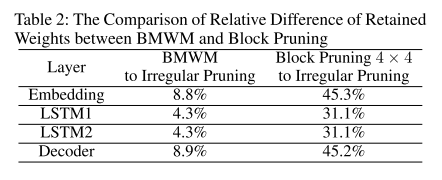 Table 2: The Comparison of Relative Difference of Retained
Weights between BMWM and Block Pruning
Layer BMWM to Irregular Pruning Block Pruning 4 × 4 to Irregular Pruning
Embedding 8.8% 45.3%
LSTM1 4.3% 31.1%
LSTM2 4.3% 31.1%
Decoder 8.9% 45.2%